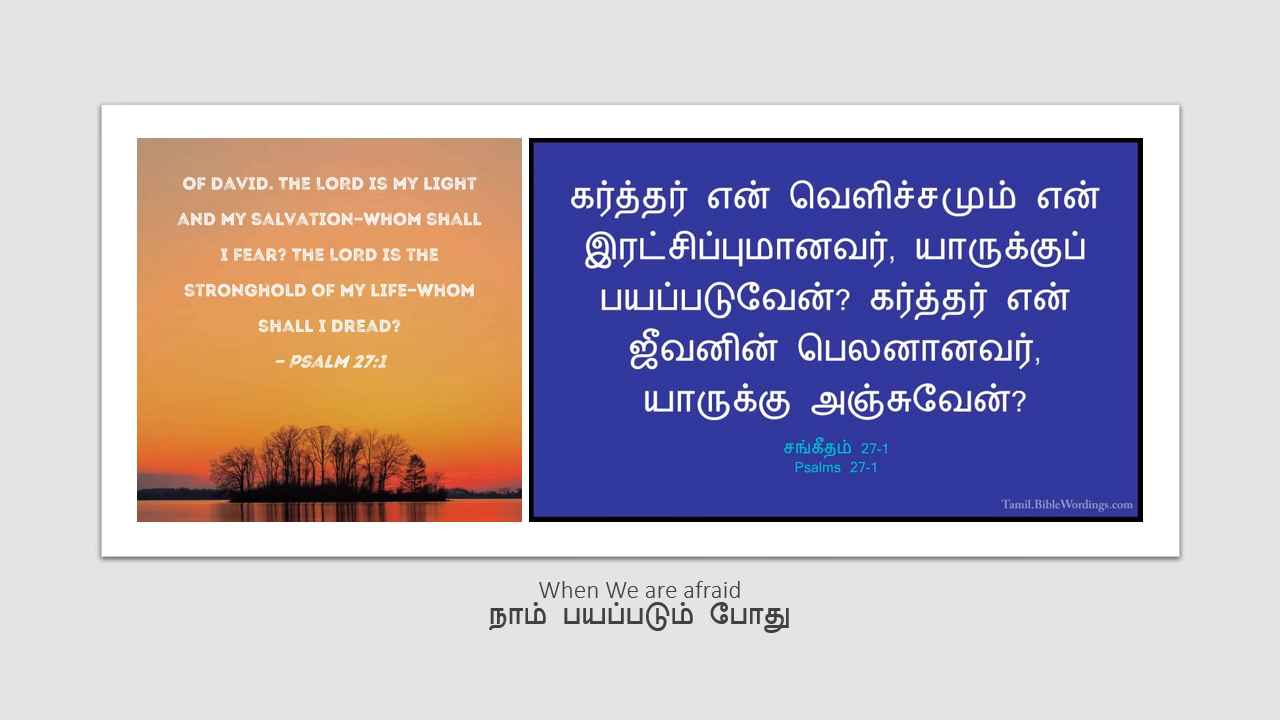 OF DAVID. THE LORD IS MY LIGHT
AND MY SALVATION–WHOM SHALL
I FEAR? THE LORD IS THE
STRONGHOLD OF MY LIFE–WHOM
SHALL I DREAD?
– PSALM 27:1
கர்த்தர் என் வெளிச்சமும் என்
இரட்சிப்புமானவர், யாருக்குப்
பயப்படுவேன்? கர்த்தர் என்
ஜீவனின் பெலனானவர்,
யாருக்கு அஞ்சுவேன்?
சங்கீதம் 27-1
Psalms 27-1
Tamil.BibleWordings.com
When We are afraid
நாம் பயப்படும் போது